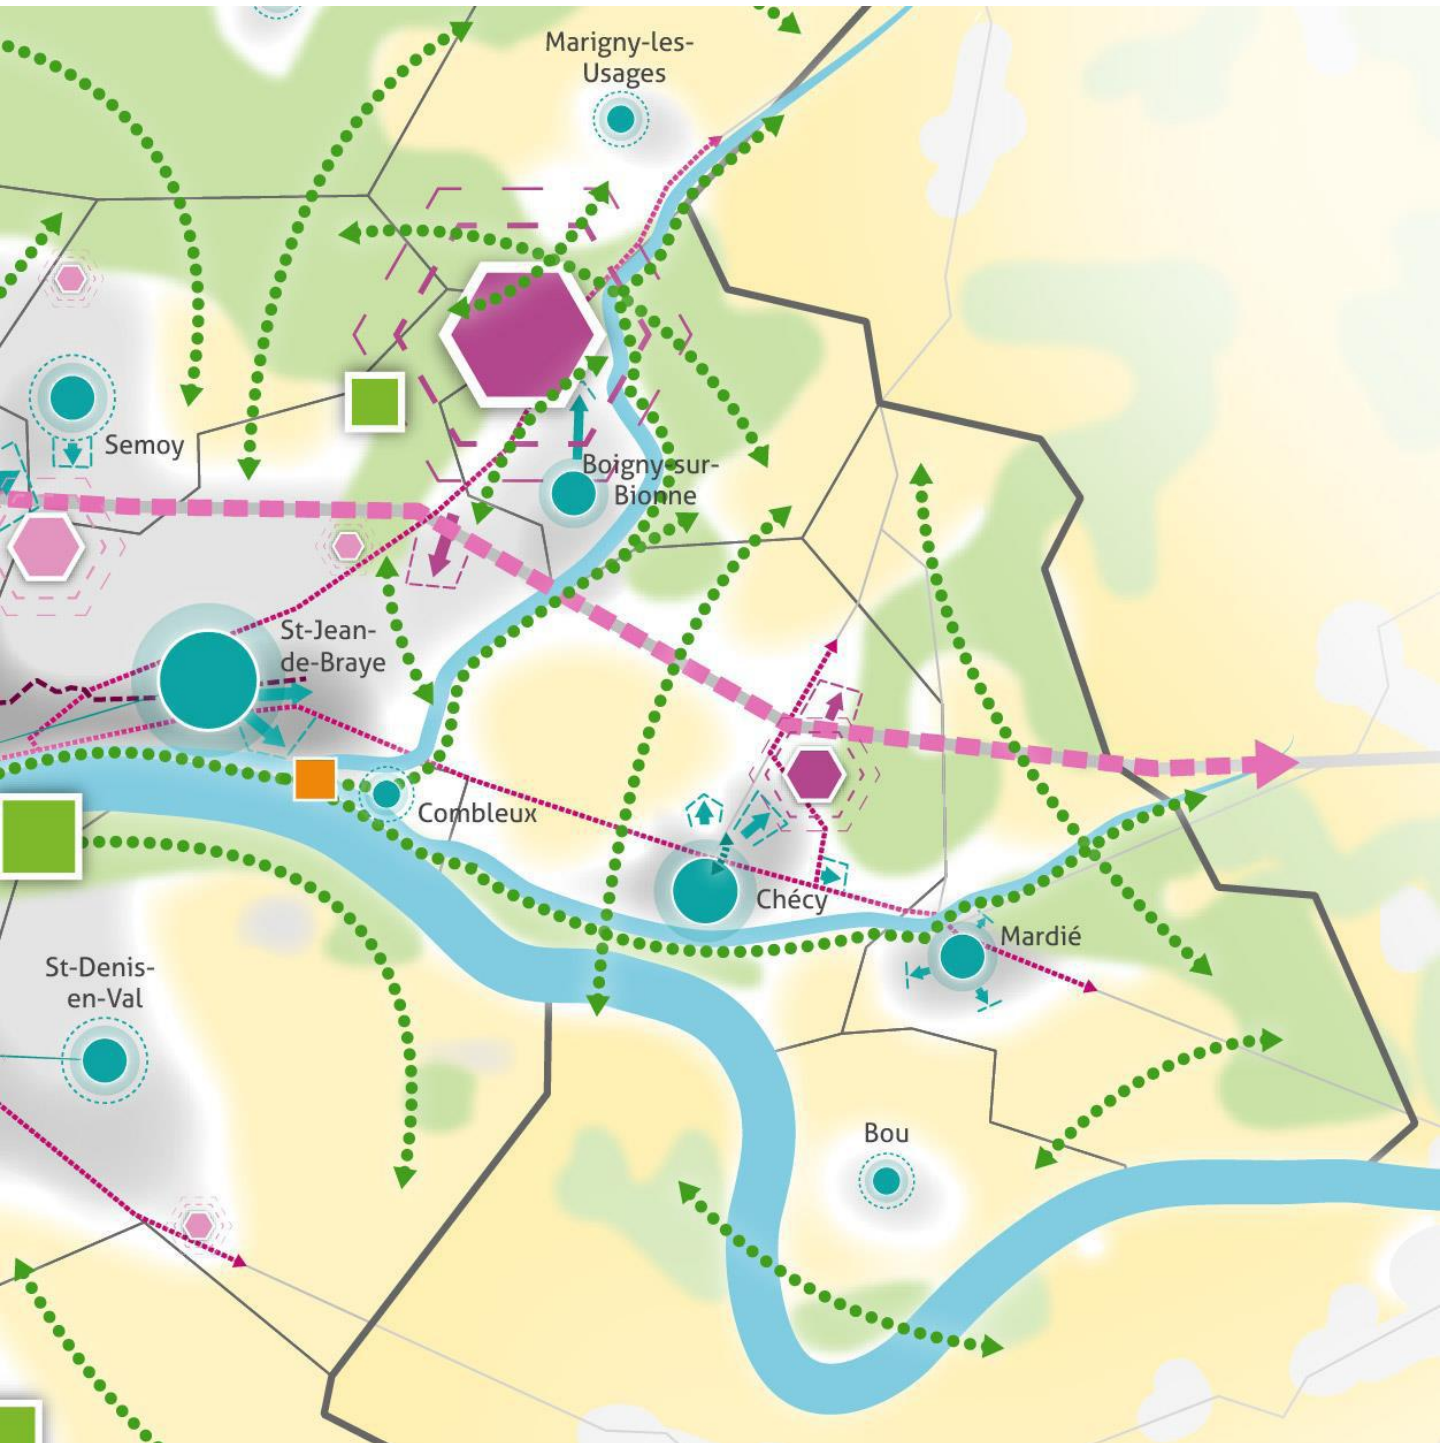 Marigny-les-
Usages
Semoy
Boigny-sur-
Bionne
St-Jean-
de-Braye
Combleux
Chécy
Mardié
St-Denis-
en-Val
Bou